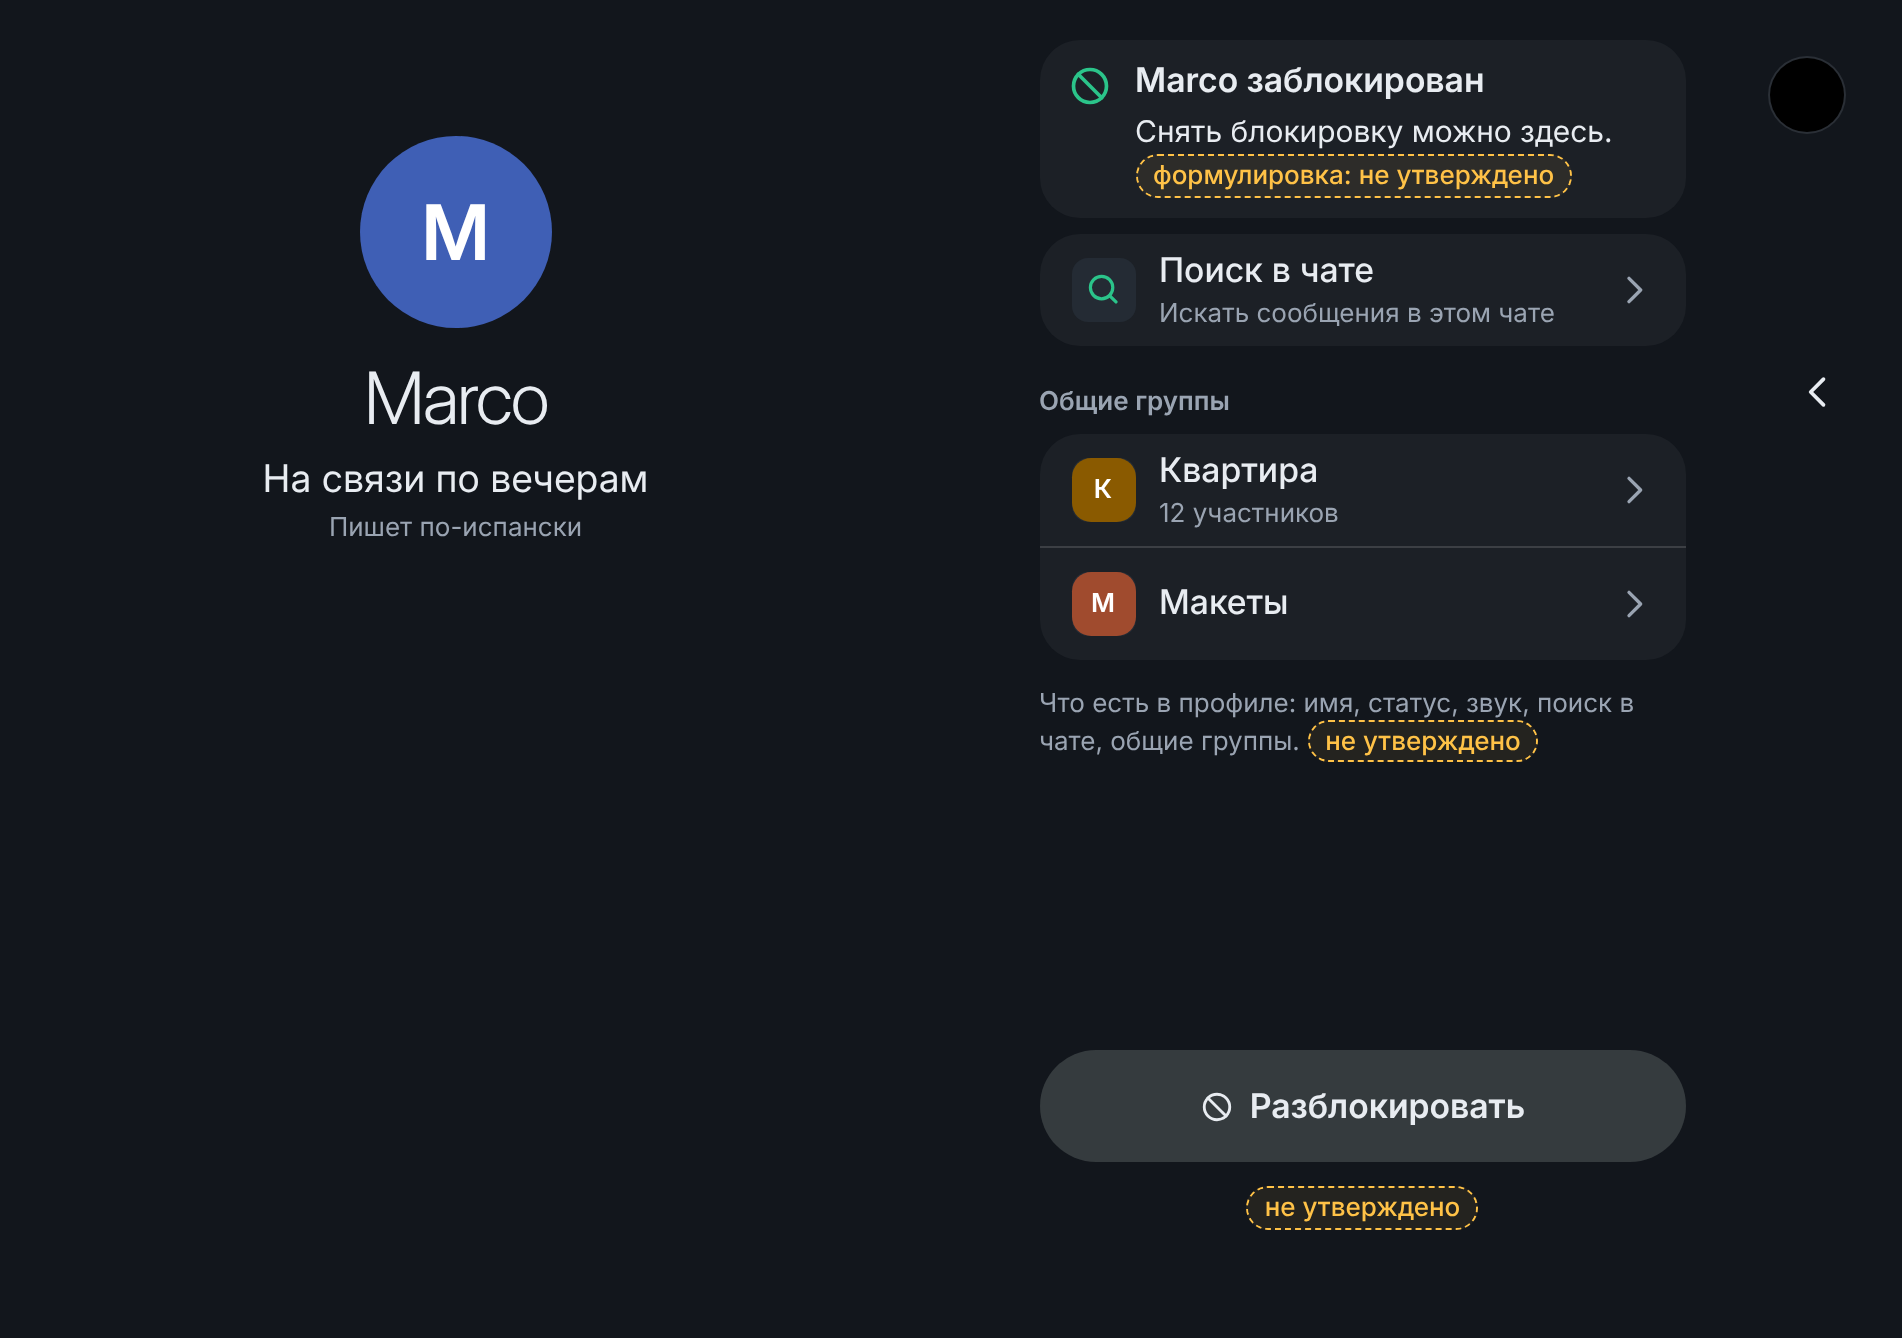 M
Marco
На связи по вечерам
Пишет по-испански
Marco заблокирован
Снять блокировку можно здесь.
формулировка: не утверждено
Поиск в чате
Искать сообщения в этом чате
Общие группы
К
Квартира
12 участников
М
Макеты
Что есть в профиле: имя, статус, звук, поиск в
чате, общие группы. не утверждено
Разблокировать
не утверждено